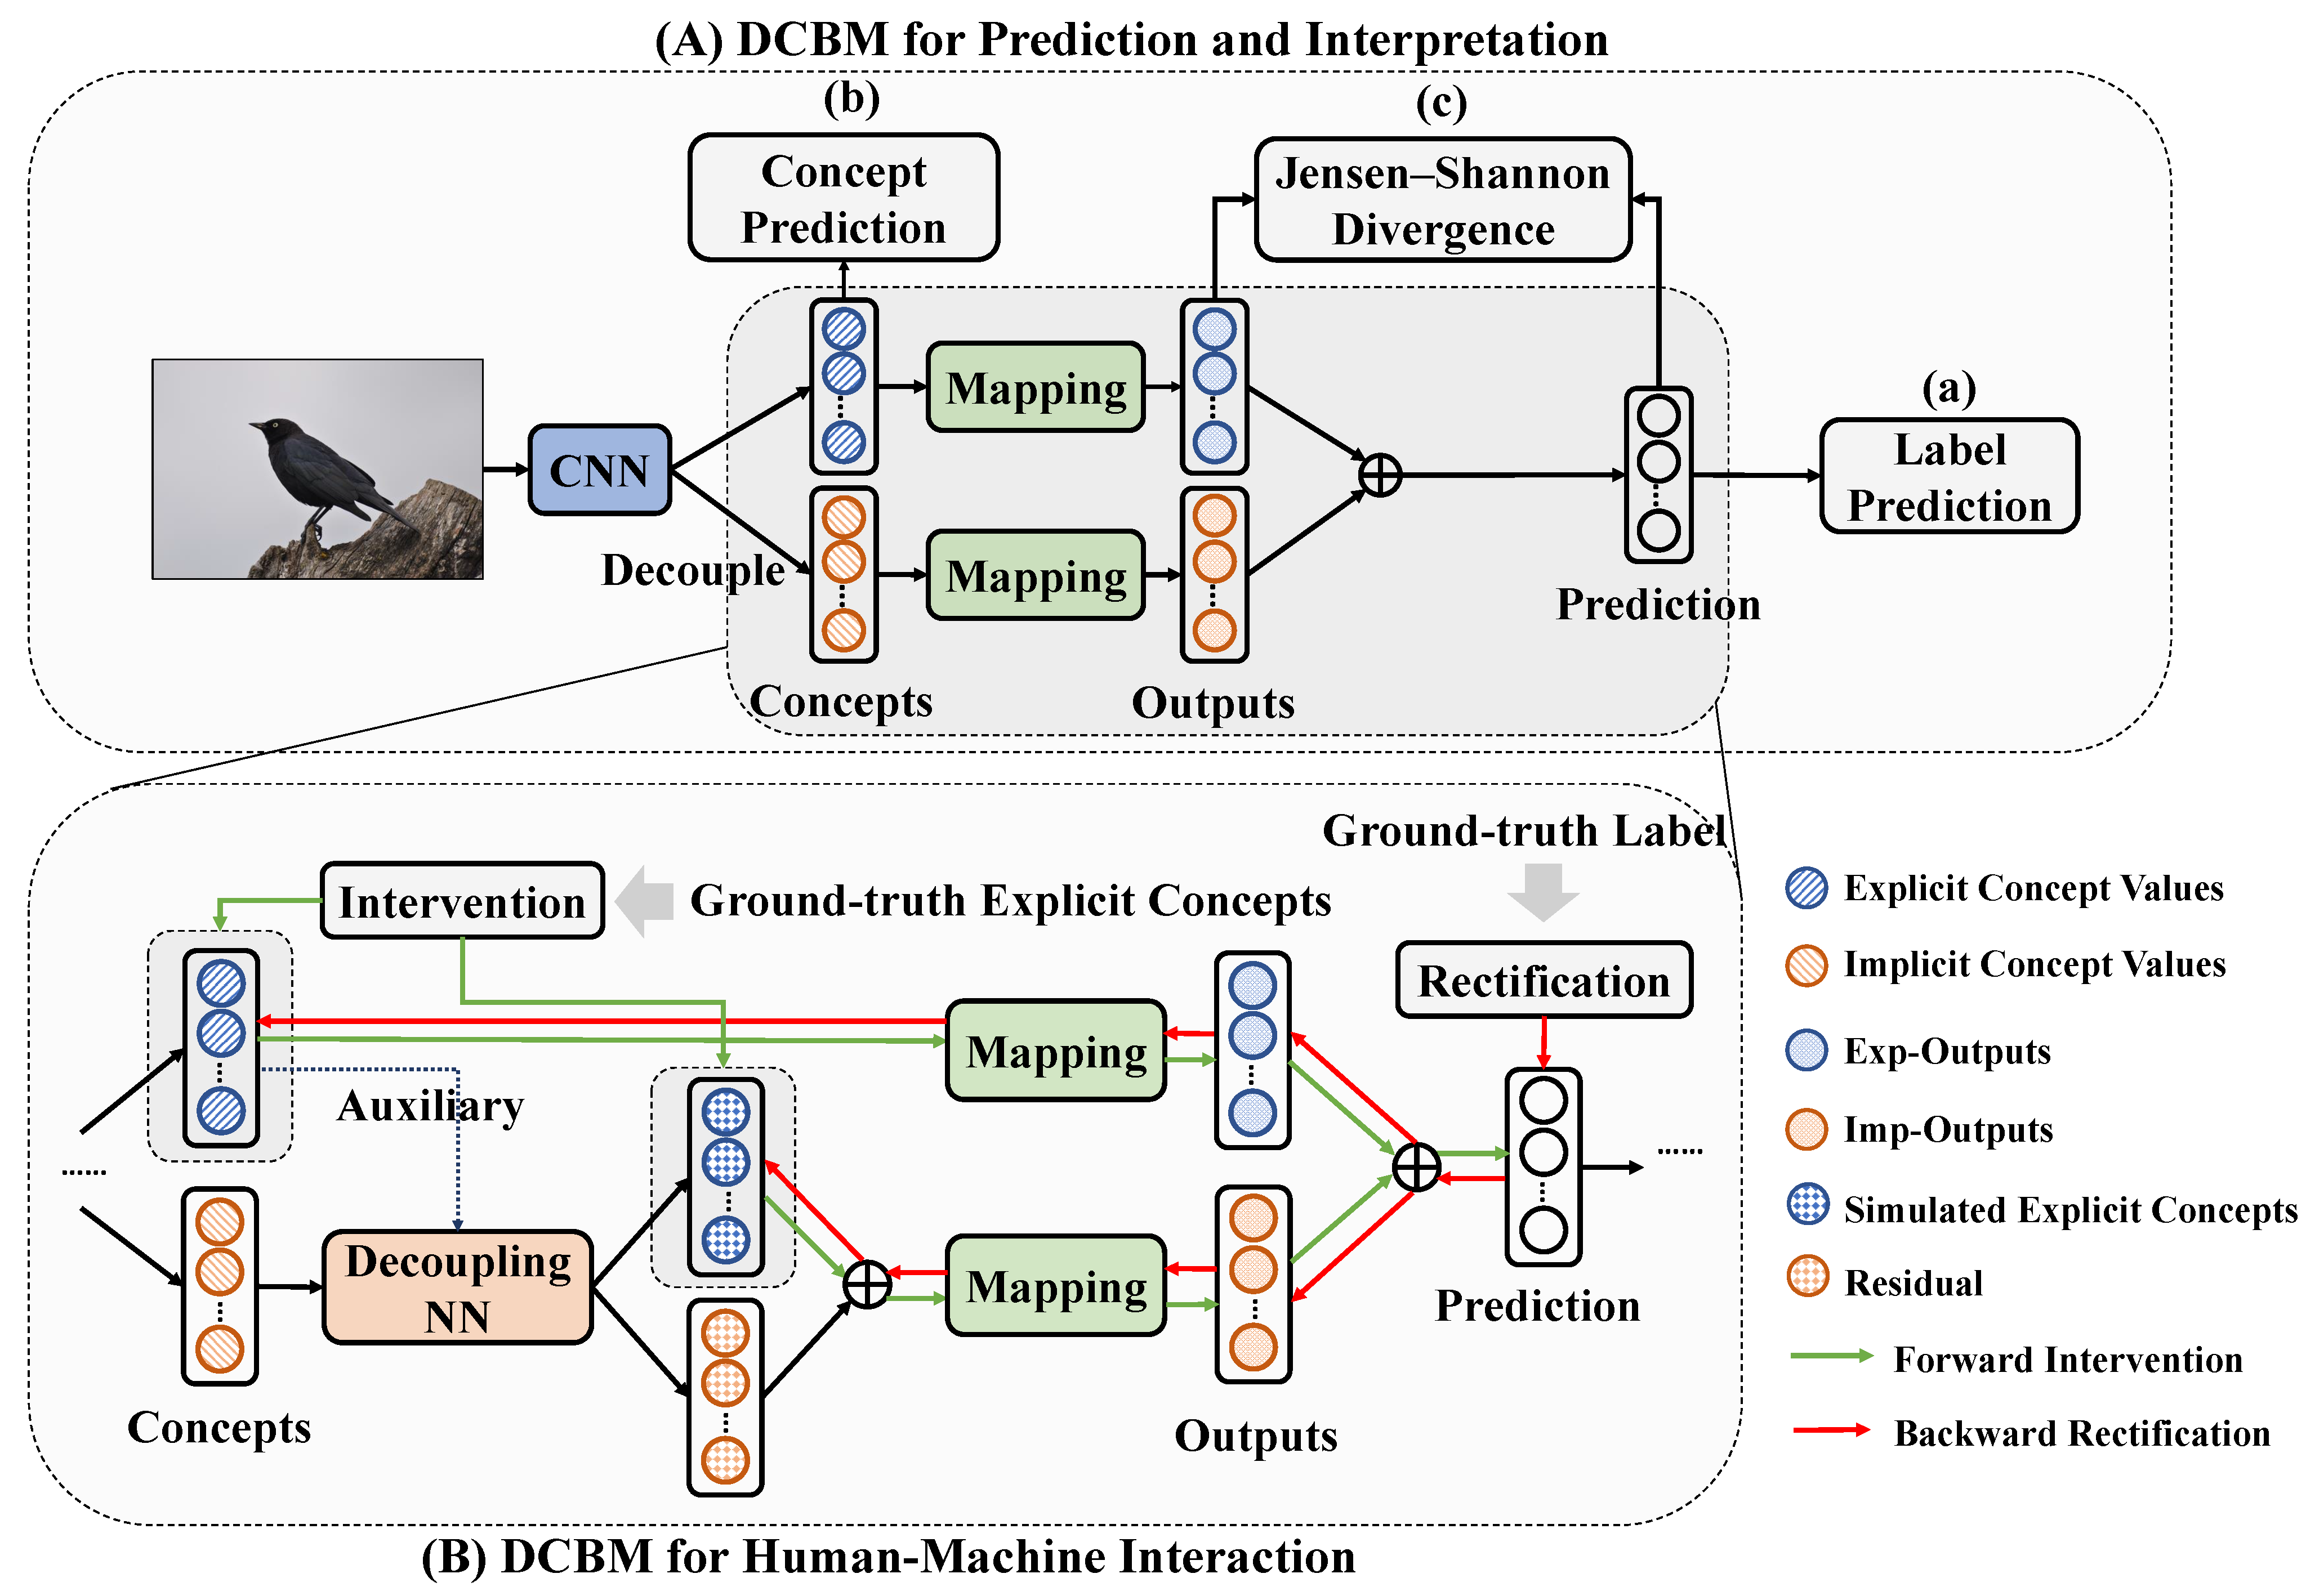 (A) DCBM for Prediction and Interpretation
(b)
(c)
Concept
Prediction
Jensen–Shannon
Divergence
(a)
CNN
Mapping
Label
Prediction
Decouple
Mapping
Prediction
Concepts
Outputs
Ground-truth Label
Intervention
Ground-truth Explicit Concepts
Rectification
Mapping
Auxiliary
Decoupling
NN
Mapping
Prediction
Concepts
Outputs
Explicit Concept Values
Implicit Concept Values
Exp-Outputs
Imp-Outputs
Simulated Explicit Concepts
Residual
Forward Intervention
Backward Rectification
(B) DCBM for Human-Machine Interaction